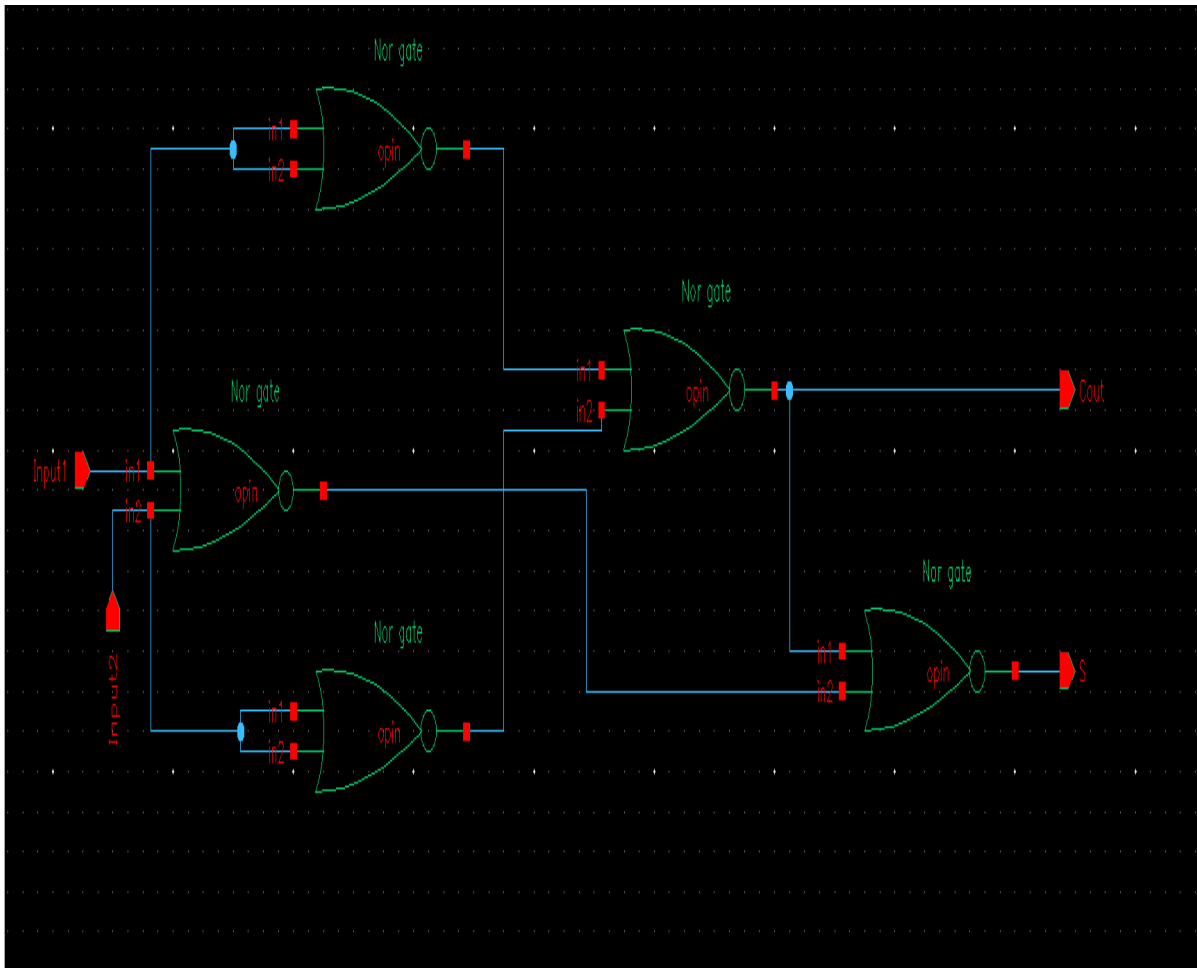 Nor gate
in1
opin
in2
Nor gate
in1
opin
in2
Cout
Nor gate
Input1
in1
opin
in2
Nor gate
in1
opin
in2
S
Nor gate
in1
opin
in2
Input2